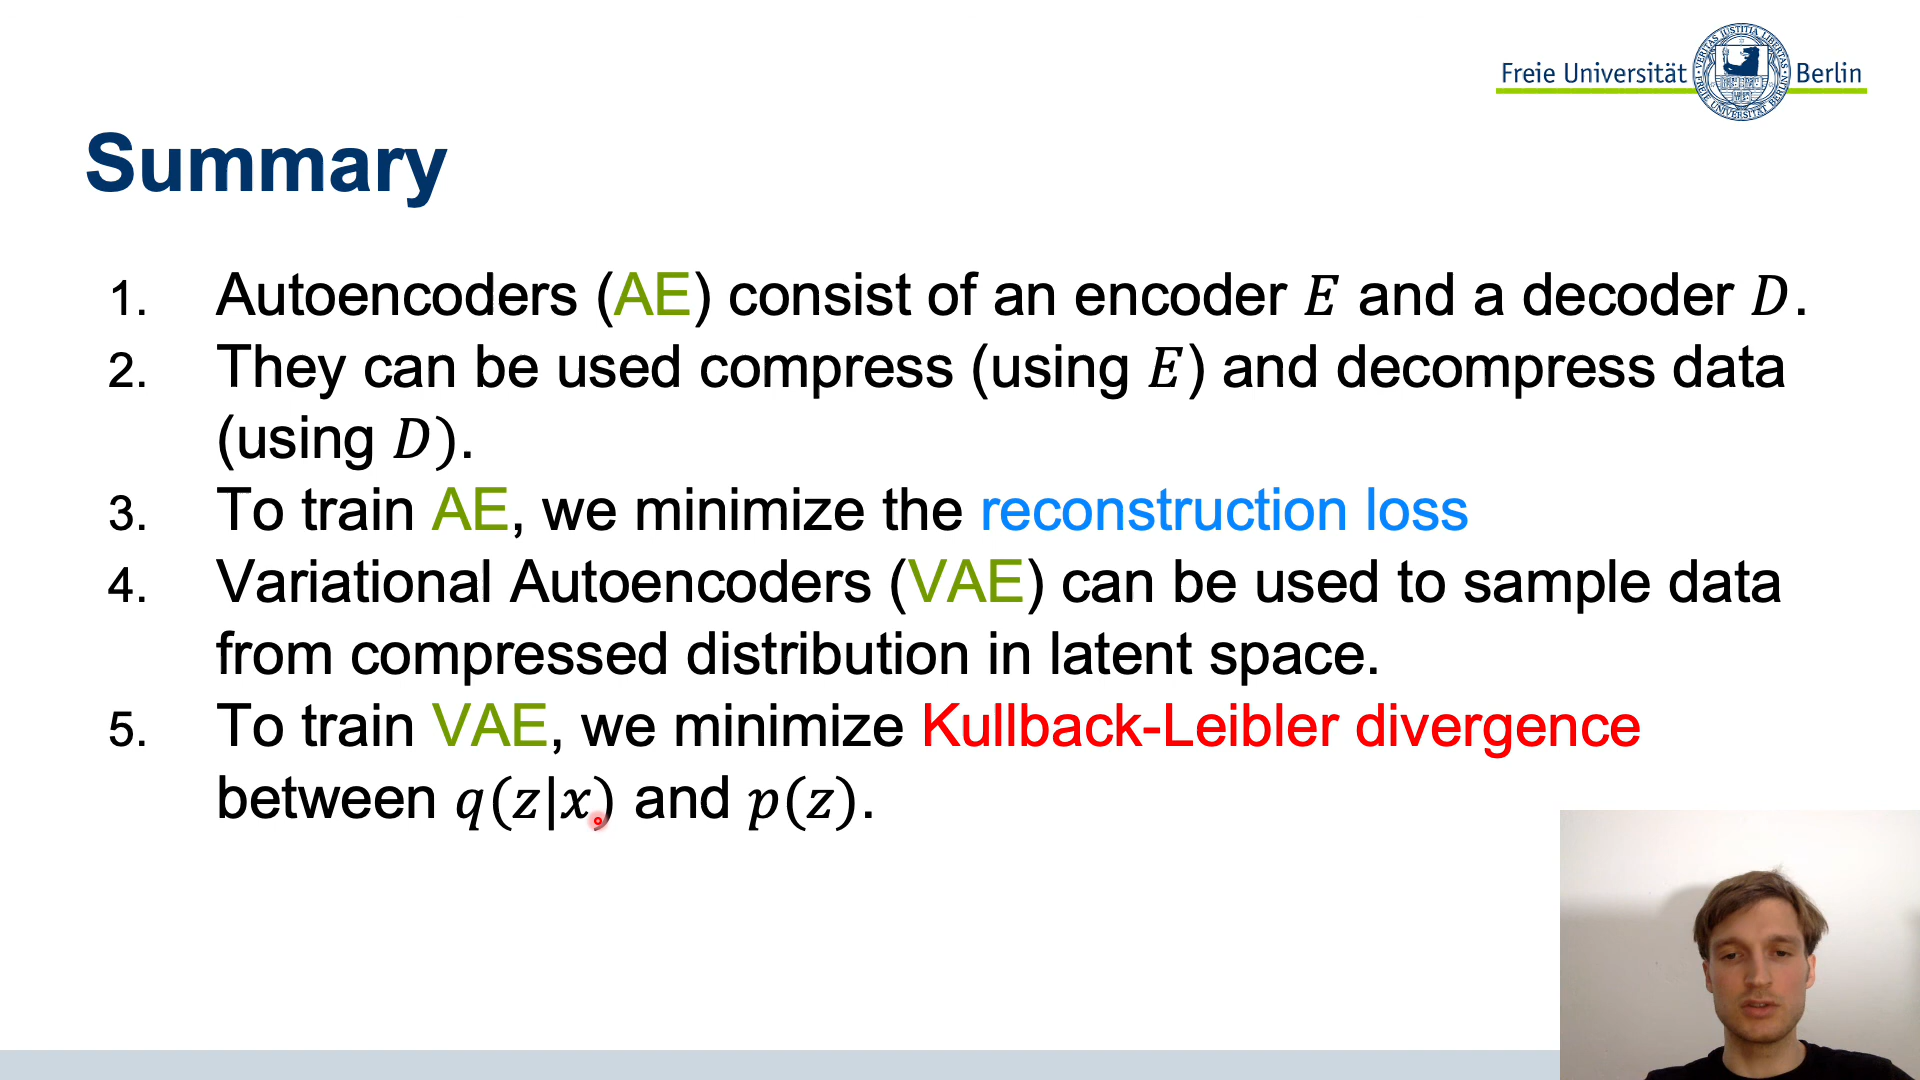 Freie Universität Berlin
Summary
1. Autoencoders (AE) consist of an encoder E and a decoder D.
2. They can be used compress (using E) and decompress data
(using D).
3. To train AE, we minimize the reconstruction loss
4. Variational Autoencoders (VAE) can be used to sample data
from compressed distribution in latent space.
5. To train VAE, we minimize Kullback-Leibler divergence
between q(z|x) and p(z).